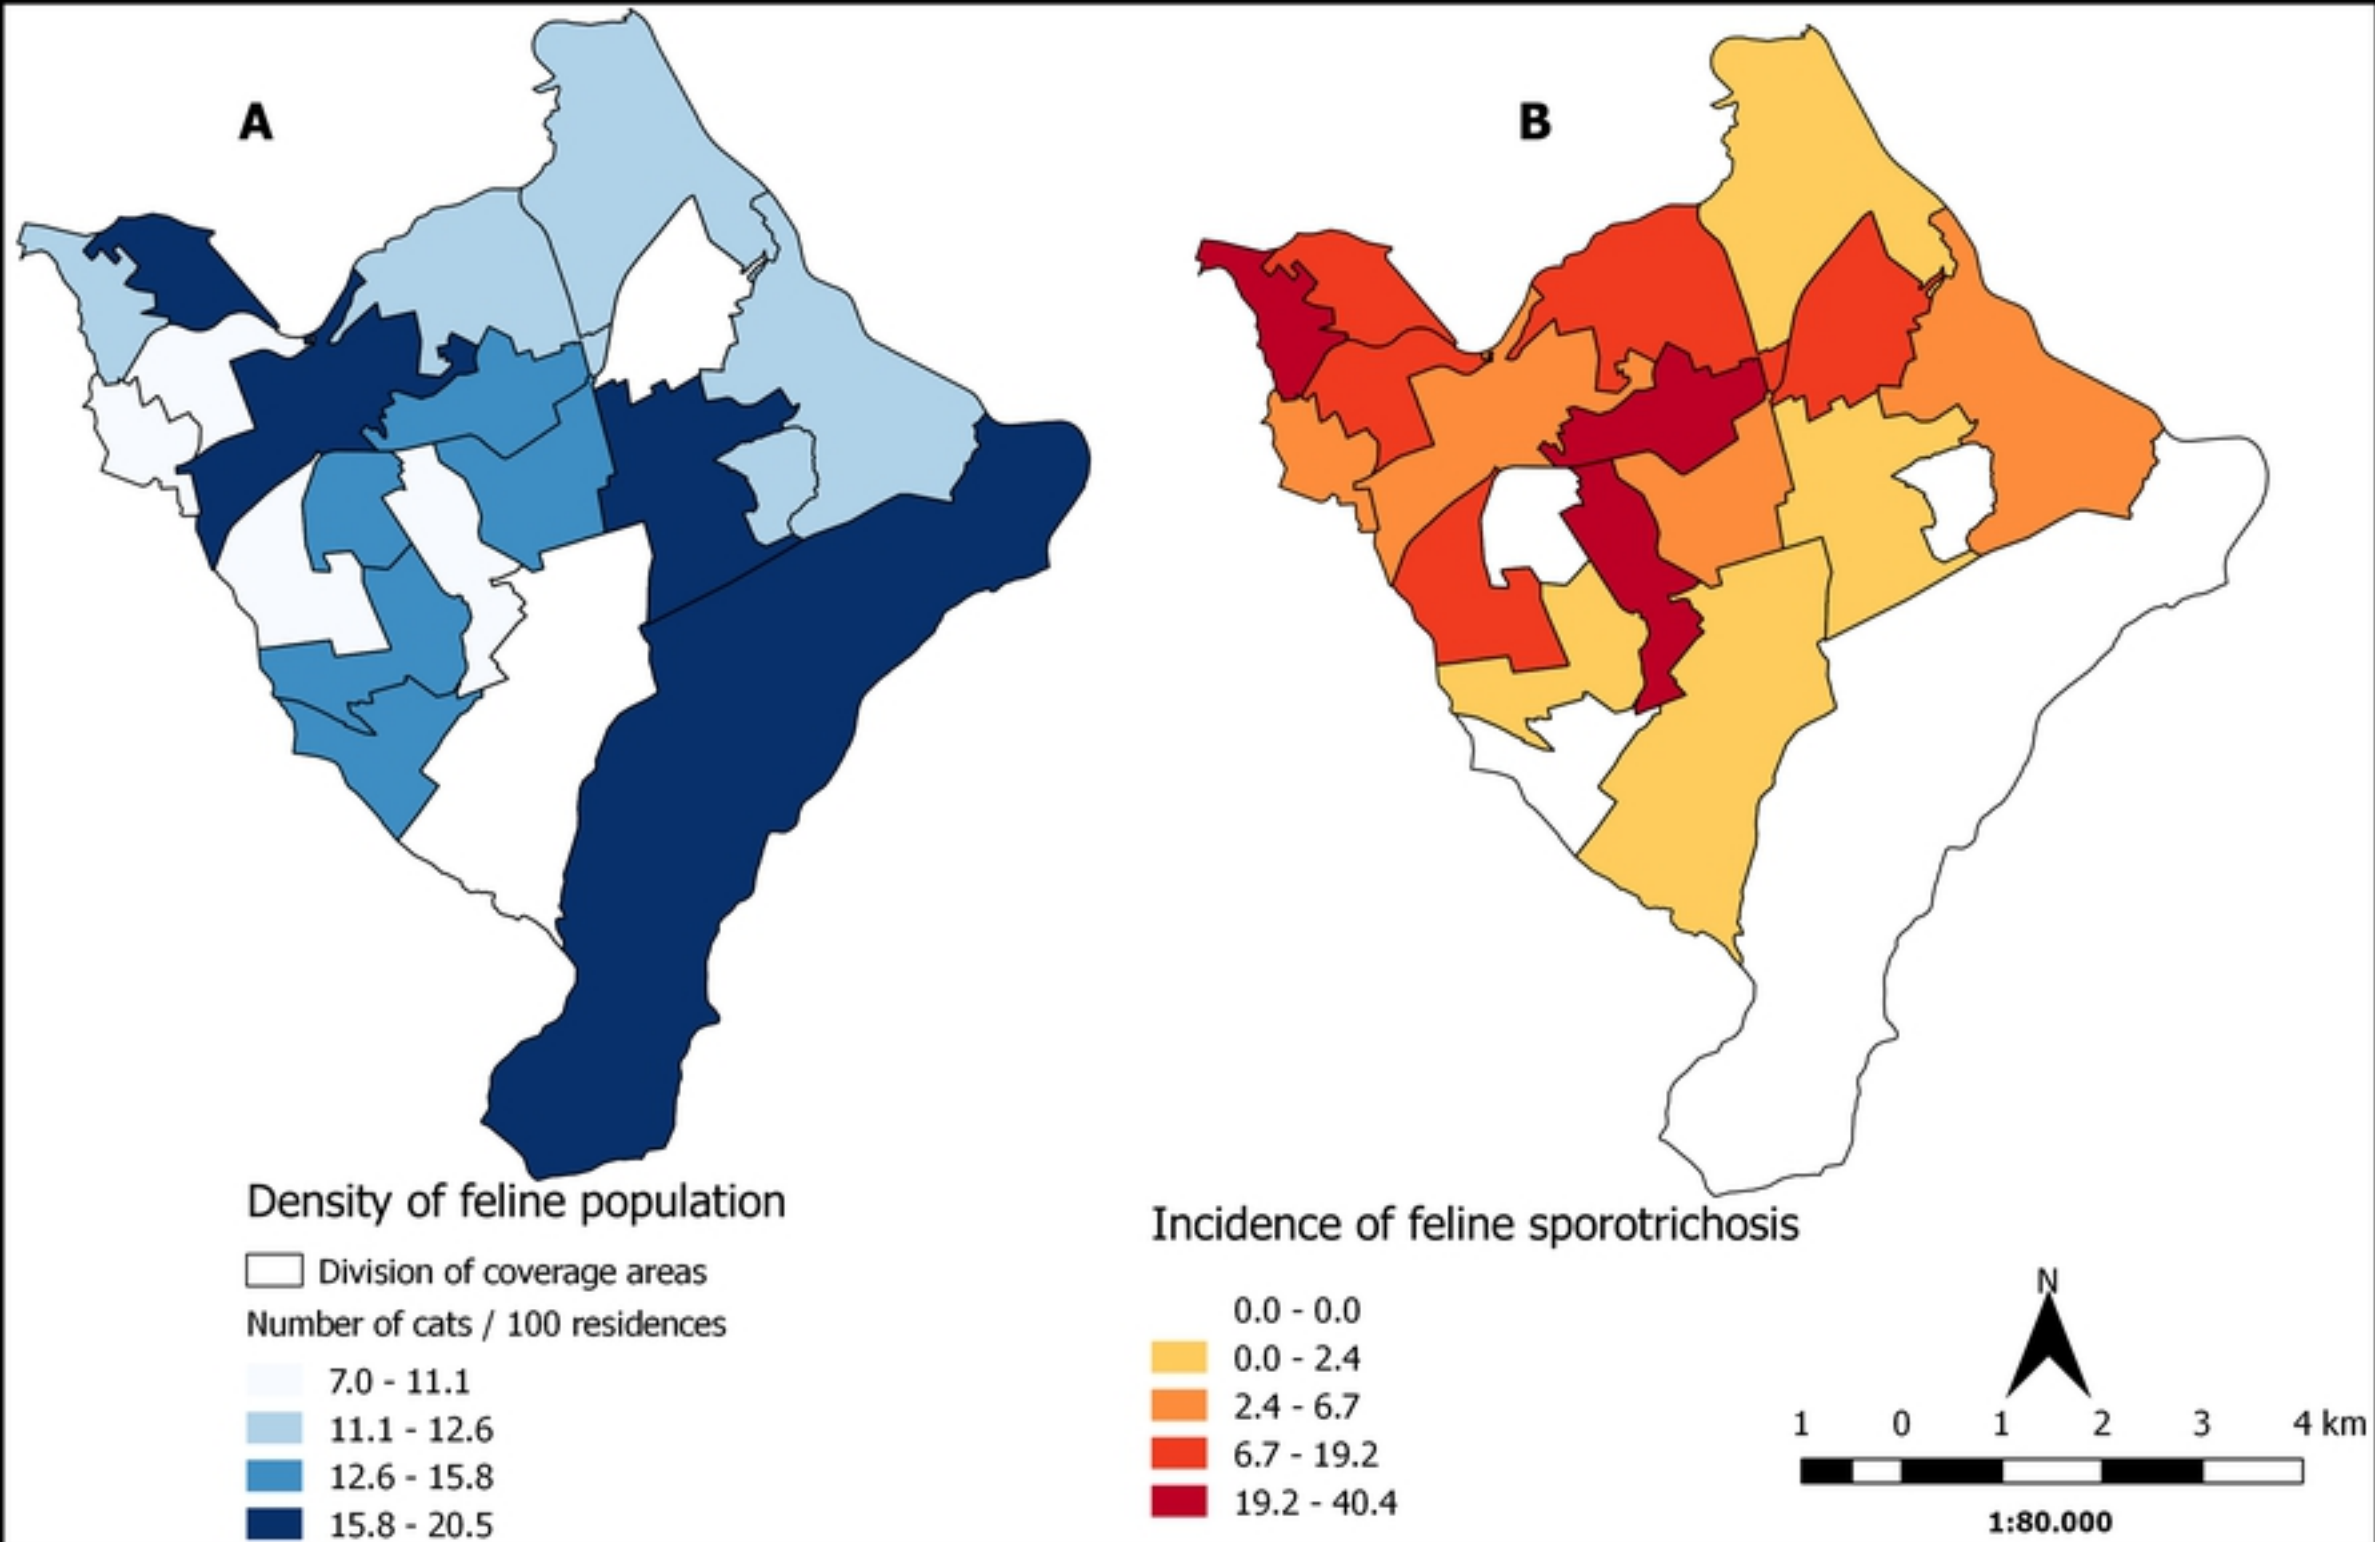 A
B
Density of feline population
Division of coverage areas
Number of cats / 100 residences
7.0 - 11.1
11.1 - 12.6
12.6 - 15.8
15.8 - 20.5
Incidence of feline sporotrichosis
0.0 - 0.0
0.0 - 2.4
2.4 - 6.7
6.7 - 19.2
19.2 - 40.4
N
1 0 1 2 3 4 km
1:80.000